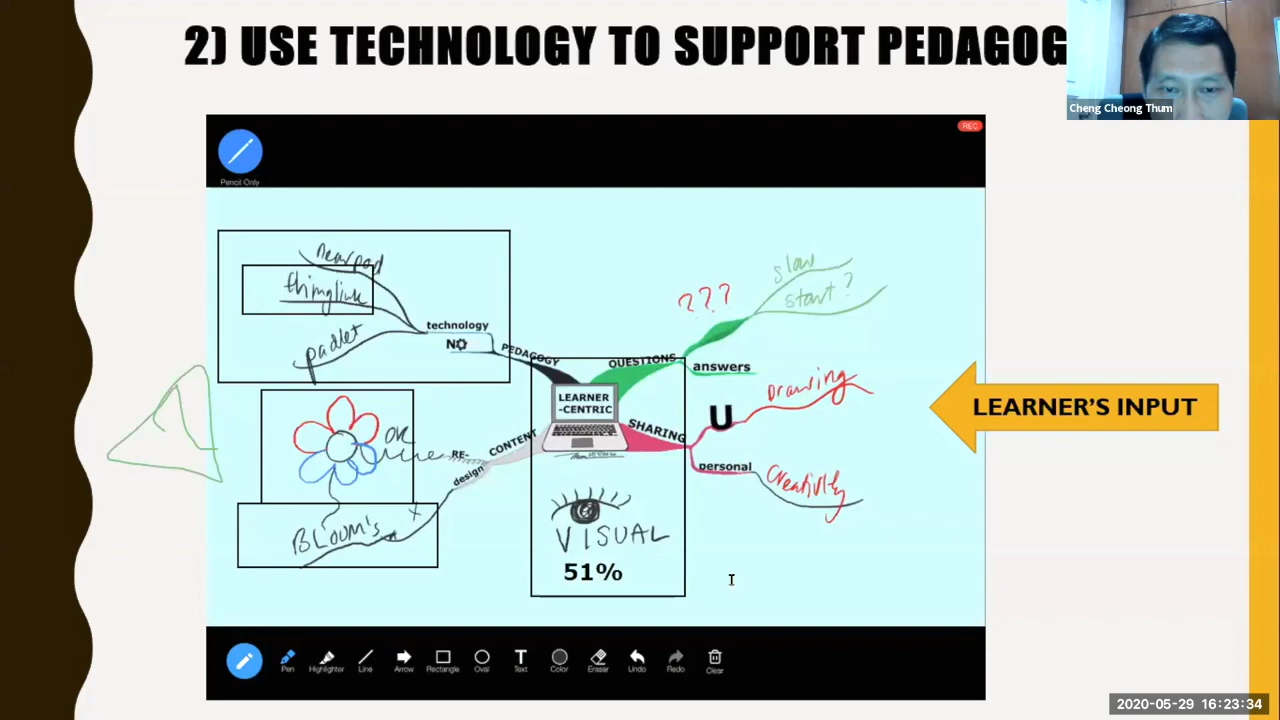 2) USE TECHNOLOGY TO SUPPORT PEDAGOG
Cheng Cheong Thum
REC
Pencil Only
nearpod
thinglink
padlet
technology
NO
PEDAGOGY
???
slow
start?
QUESTIONS
answers
LEARNER
-CENTRIC
SHARING
U
Drawing
personal
Creativity
CONTENT
RE-
design
OR
BLOOM'S
VISUAL
51%
LEARNER'S INPUT
Pen
Highlighter
Line
Arrow
Rectangle
Oval
Text
Color
Eraser
Undo
Redo
Clear
2020-05-29 16:23:34